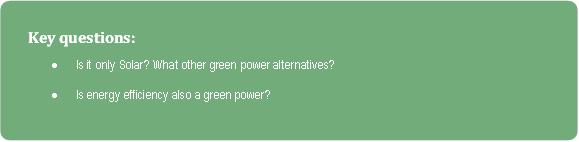 Key questions:
● Is it only Solar? What other green power alternatives?
● Is energy efficiency also a green power?